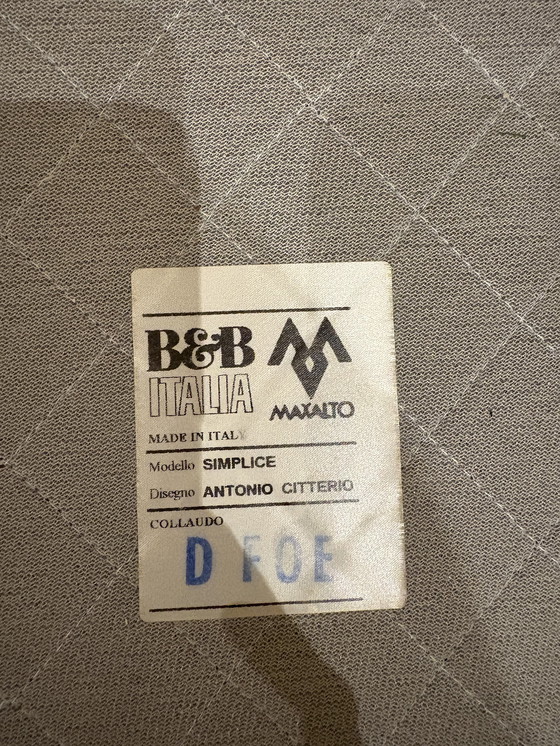 B&B
ITALIA
MAXALTO
MADE IN ITALY
Modello SIMPLICE
Disegno ANTONIO CITTERIO
COLLAUDO
D FOE